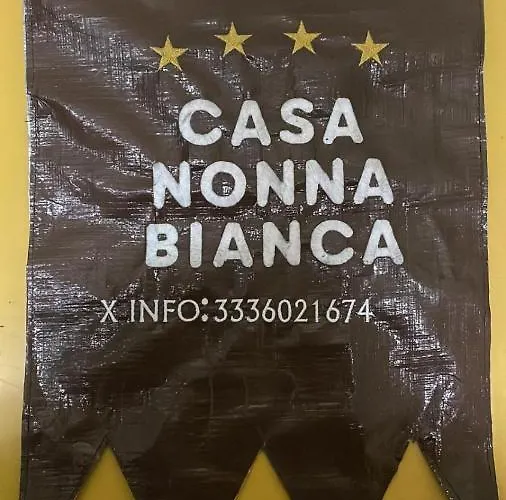 CASA
NONNA
BIANCA
X INFO:3336021674